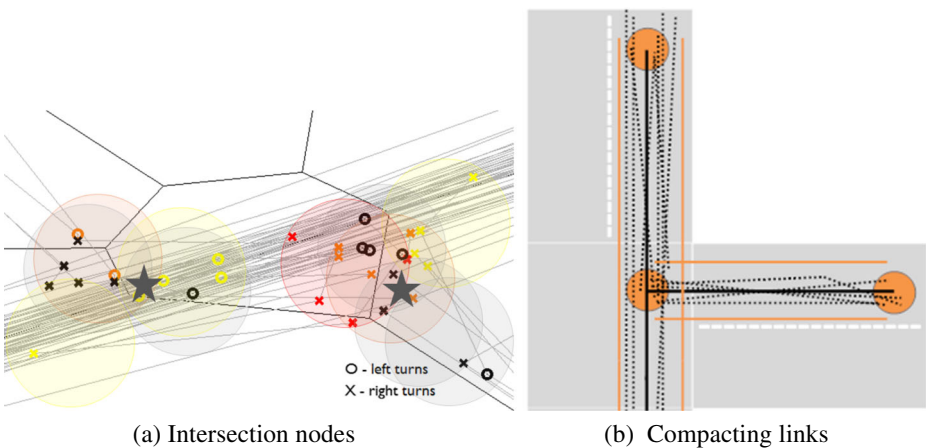 O - left turns
X - right turns
(a) Intersection nodes
(b) Compacting links